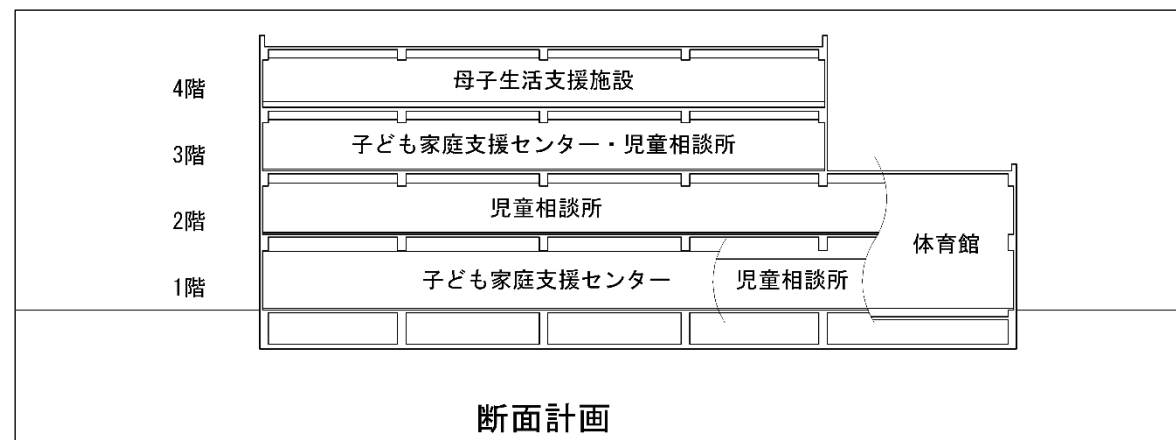 4階 母子生活支援施設
3階 子ども家庭支援センター・児童相談所
2階 児童相談所
体育館
1階 子ども家庭支援センター 児童相談所
断面計画